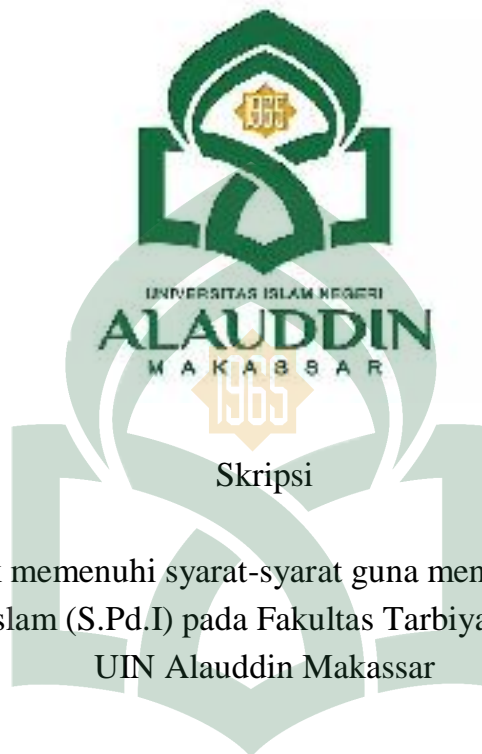 1965
UNIVERSITAS ISLAM NEGERI
ALAUDDIN
MAKASSAR
1965
Skripsi
memenuhi syarat-syarat guna men
slam (S.Pd.I) pada Fakultas Tarbiya
UIN Alauddin Makassar